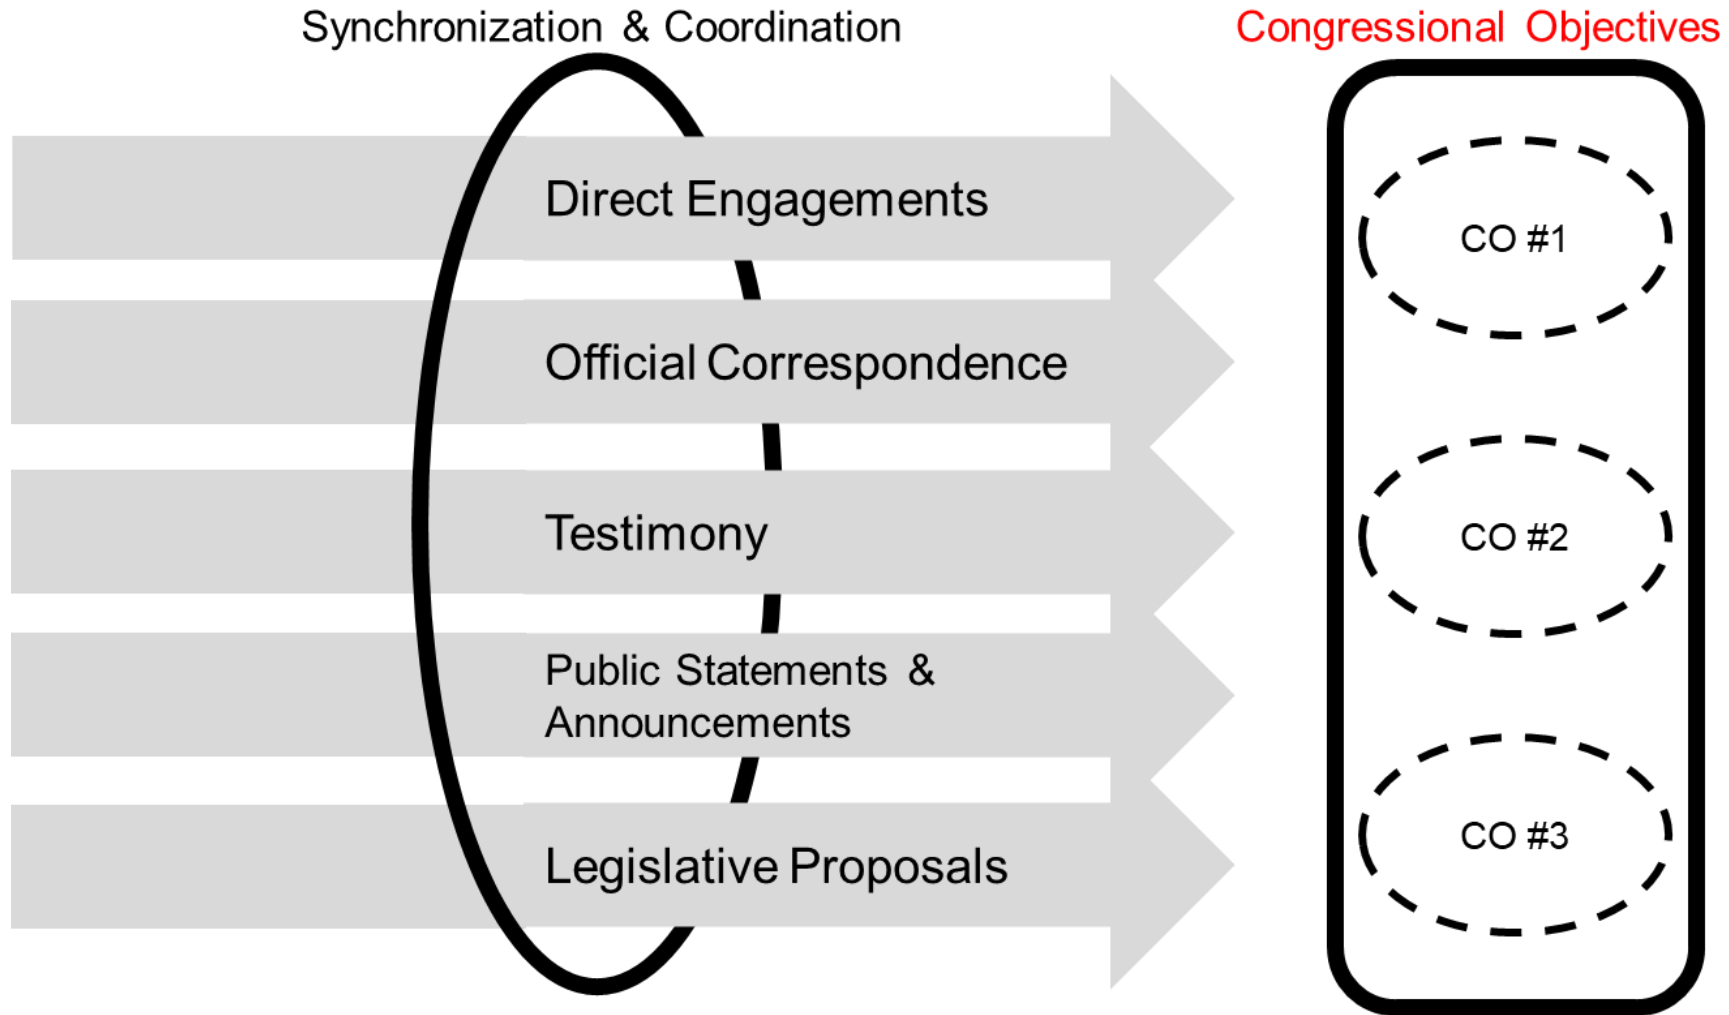 Synchronization & Coordination
Congressional Objectives
Direct Engagements
Official Correspondence
Testimony
Public Statements &
Announcements
Legislative Proposals
CO #1
CO #2
CO #3